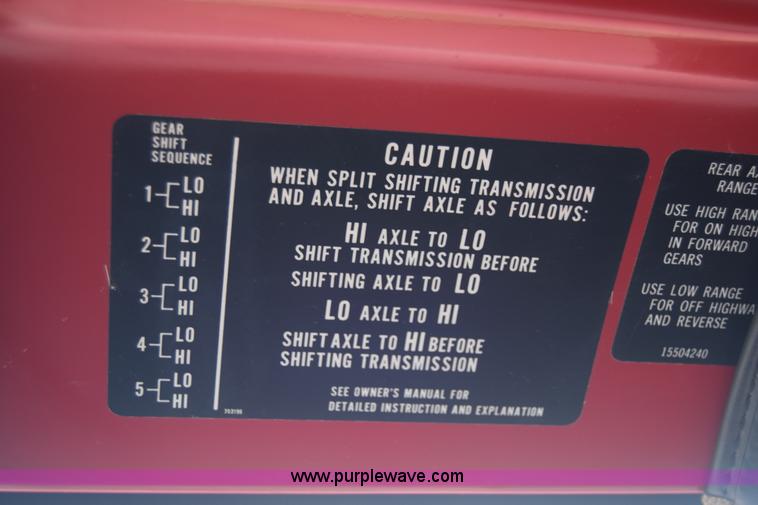 GEAR
SHIFT
SEQUENCE
1 LO
HI
2 LO
HI
3 LO
HI
4 LO
HI
5 LO
HI
CAUTION
WHEN SPLIT SHIFTING TRANSMISSION
AND AXLE, SHIFT AXLE AS FOLLOWS:
HI AXLE TO LO
SHIFT TRANSMISSION BEFORE
SHIFTING AXLE TO LO
LO AXLE TO HI
SHIFT AXLE TO HI BEFORE
SHIFTING TRANSMISSION
SEE OWNER'S MANUAL FOR
DETAILED INSTRUCTION AND EXPLANATION
REAR
RANGE
USE HIGH
FOR ON
IN FORWARD
GEARS
USE LOW RANGE
FOR OFF
AND REVERSE
15504240
www.purplewave.com